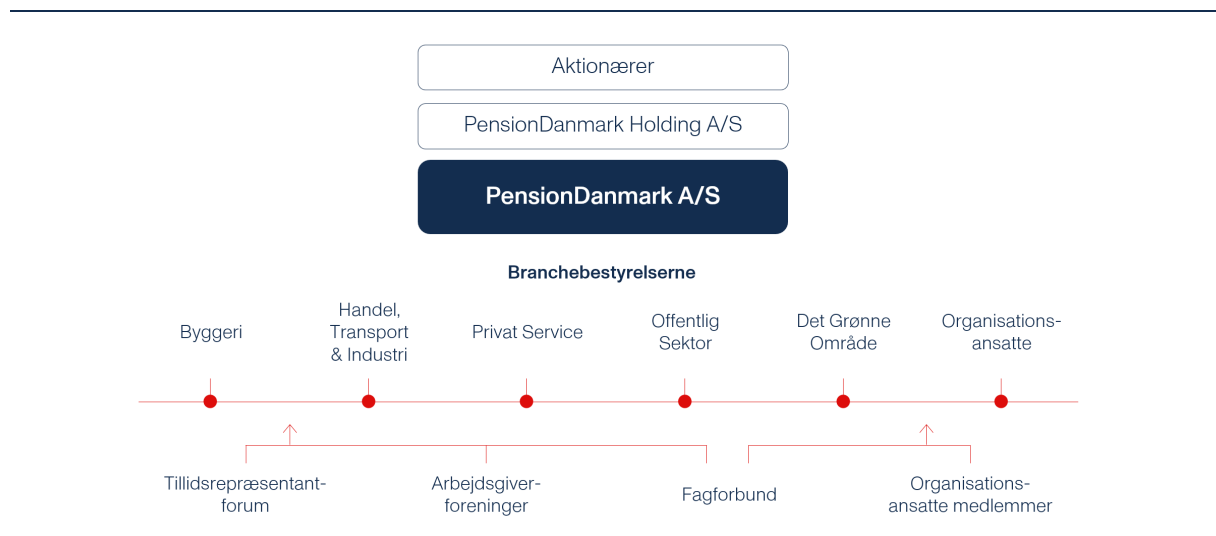 Aktionærer
PensionDanmark Holding A/S
PensionDanmark A/S
Branchebestyrelserne
Byggeri
Handel,
Transport
& Industri
Privat Service
Offentlig
Sektor
Det Grønne
Område
Organisations-
ansatte
Tillidsrepræsentant-
forum
Arbejdsgiver-
foreninger
Fagforbund
Organisations-
ansatte medlemmer